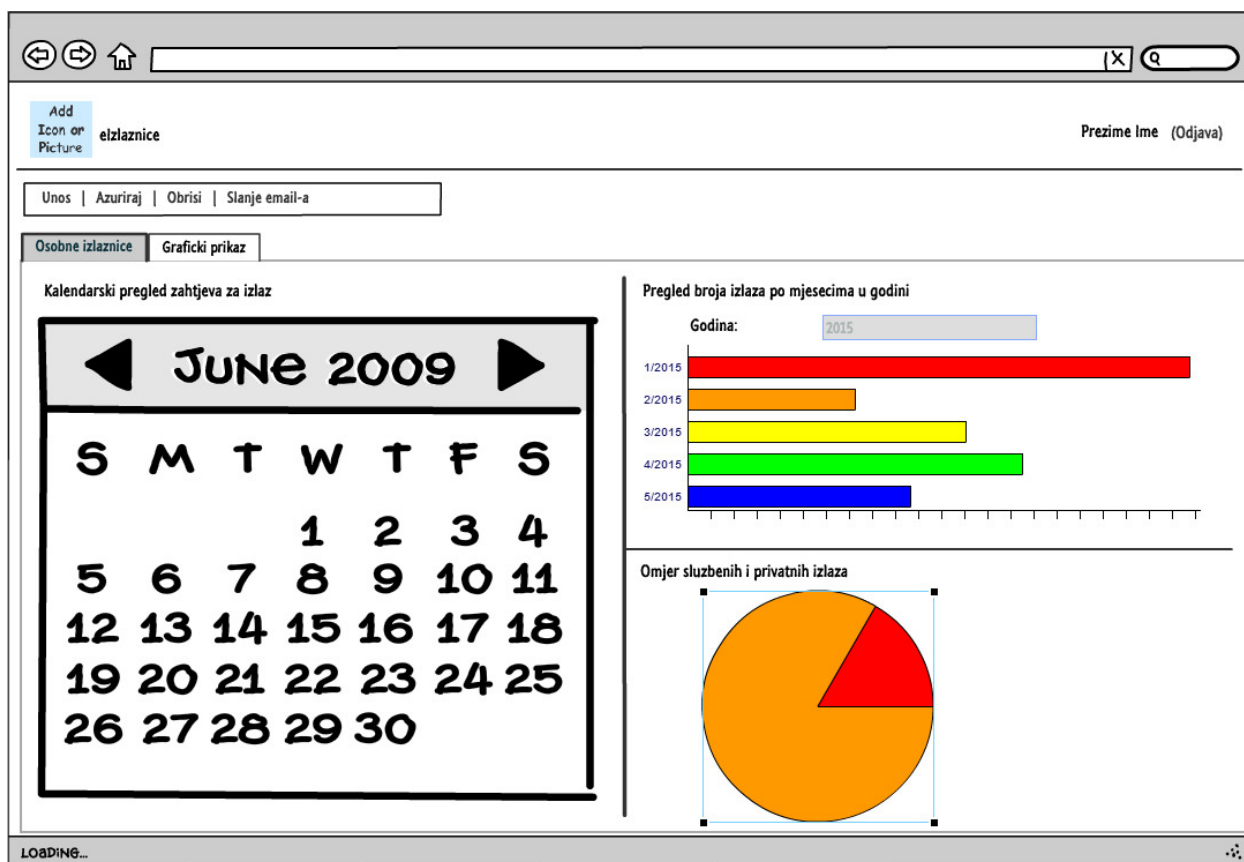 Add
Icon or
Picture
eIzlaznice
Prezime Ime (Odjava)
Unos | Azuriraj | Obrisi | Slanje email-a
Osobne izlaznice
Graficki prikaz
Kalendarski pregled zahtjeva za izlaz
JUNE 2009
S M T W T F S
1 2 3 4
5 6 7 8 9 10 11
12 13 14 15 16 17 18
19 20 21 22 23 24 25
26 27 28 29 30
Pregled broja izlaza po mjesecima u godini
Godina: 2015
1/2015
2/2015
3/2015
4/2015
5/2015
Omjer sluzbenih i privatnih izlaza
LOADING...